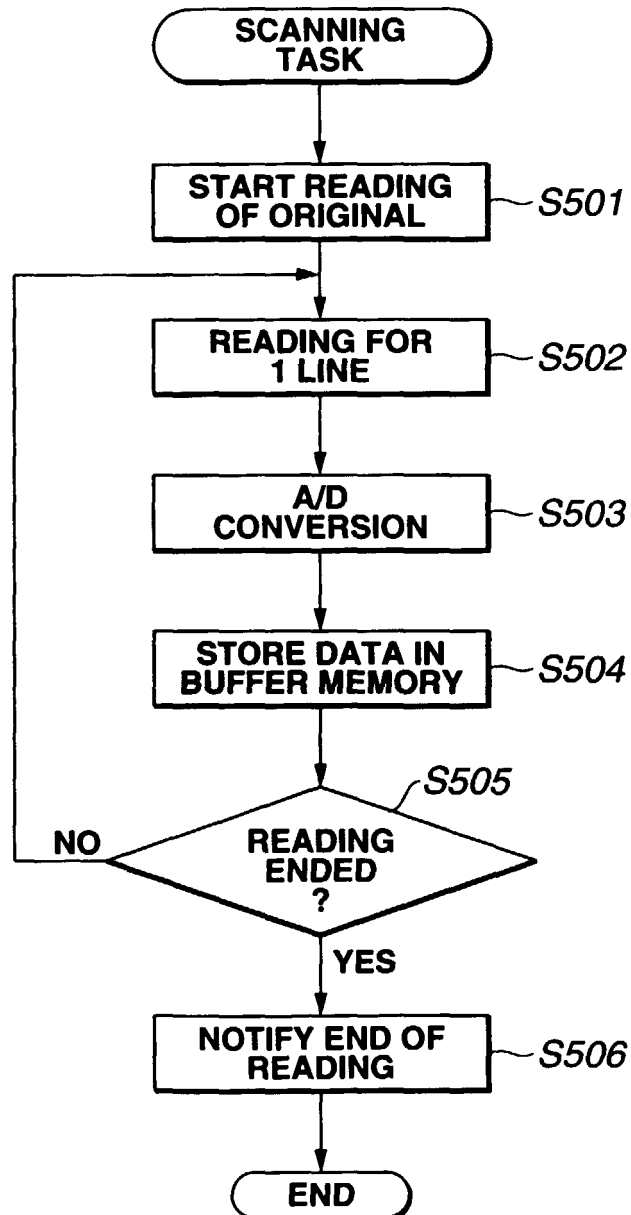 SCANNING
TASK
START READING
OF ORIGINAL
S501
READING FOR
1 LINE
S502
A/D
CONVERSION
S503
STORE DATA IN
BUFFER MEMORY
S504
S505
NO
READING
ENDED
?
YES
NOTIFY END OF
READING
S506
END